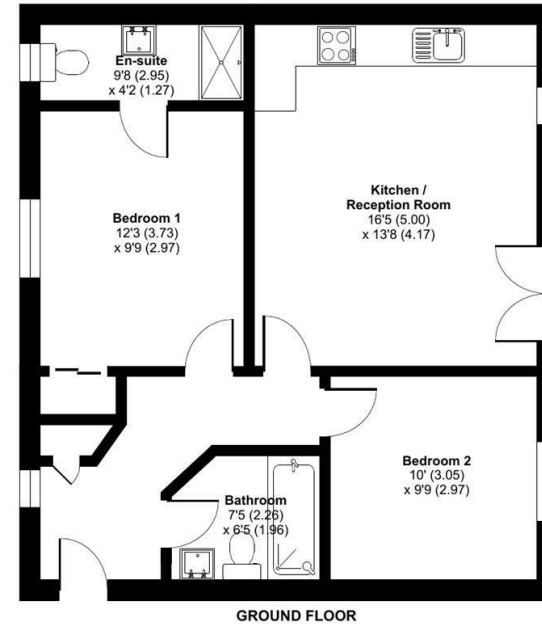 En-suite
9'8 (2.95)
x 4'2 (1.27)
Bedroom 1
12'3 (3.73)
x 9'9 (2.97)
Kitchen /
Reception Room
16'5 (5.00)
x 13'8 (4.17)
Bedroom 2
10' (3.05)
x 9'9 (2.97)
Bathroom
7'5 (2.26)
x 6'5 (1.96)
GROUND FLOOR